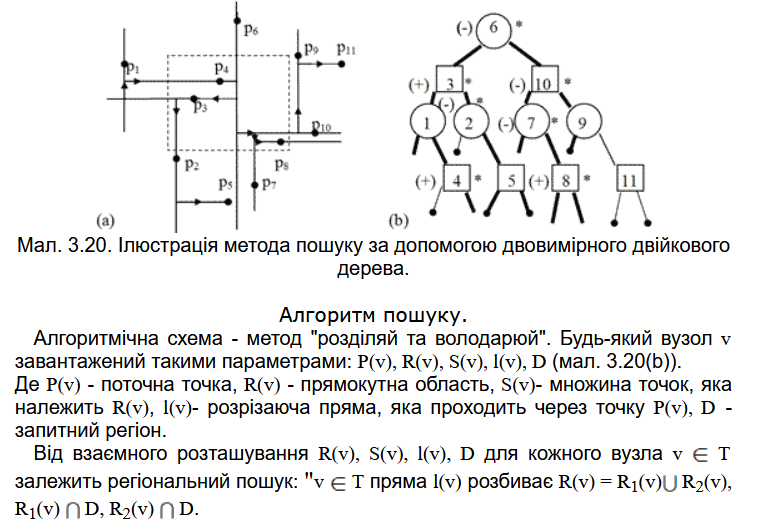 p6
p9 p11
p1 p4
p3
p10
p2 p8
p5 p7
(a)
(-) 6 *
(+) 3 * (-) 10 *
(-) *
1 2 (-) 7 * 9
(+) 4 * 5 (+) 8 * 11
(b)
Мал. 3.20. Ілюстрація метода пошуку за допомогою двовимірного двійкового
дерева.
Алгоритм пошуку.
Алгоритмічна схема - метод "розділяй та володарюй". Будь-який вузол v
завантажений такими параметрами: P(v), R(v), S(v), l(v), D (мал. 3.20(b)).
Де P(v) - поточна точка, R(v) - прямокутна область, S(v)- множина точок, яка
належить R(v), l(v)- розрізаюча пряма, яка проходить через точку P(v), D -
запитний регіон.
Від взаємного розташування R(v), S(v), l(v), D для кожного вузла v ∈ T
залежить регіональний пошук: "v ∈ T пряма l(v) розбиває R(v) = R₁(v)⋃ R₂(v),
R₁(v) ⋂ D, R₂(v) ⋂ D.